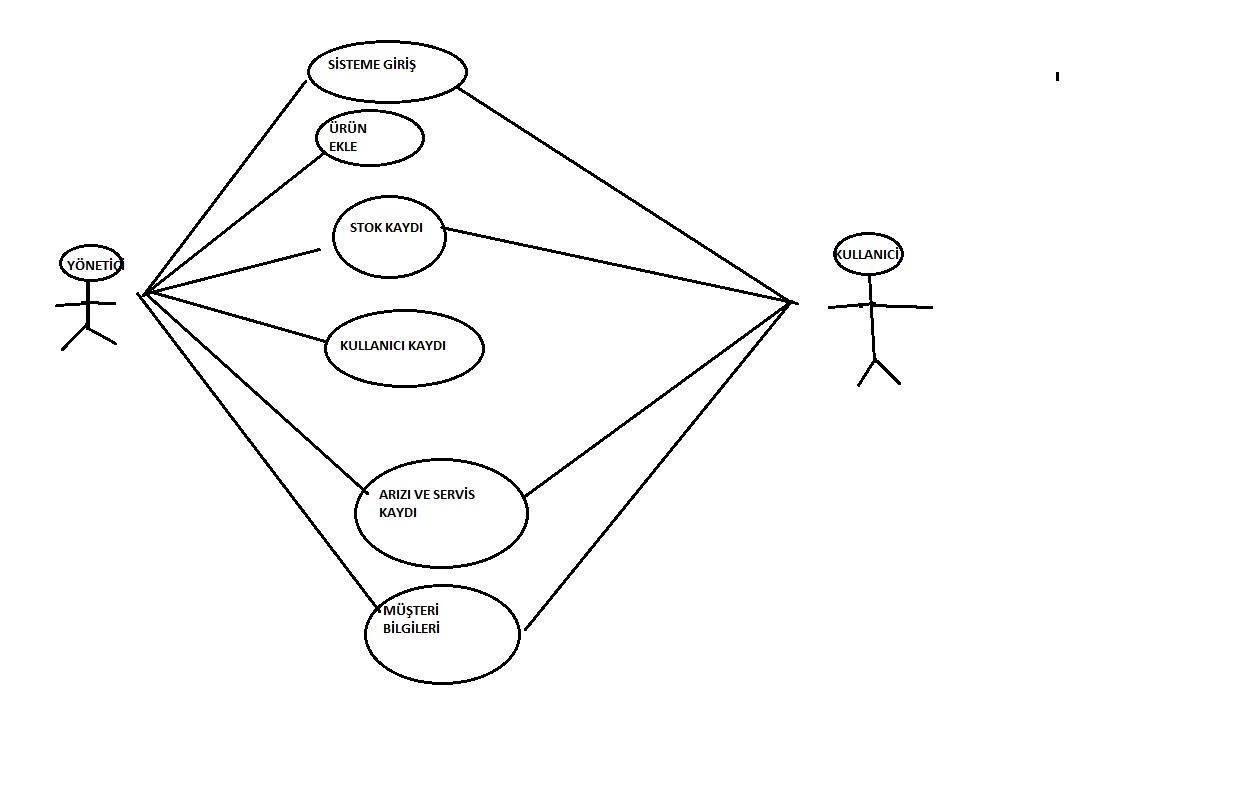 SİSTEME GİRİŞ
ÜRÜN
EKLE
STOK KAYDI
YÖNETİCİ
KULLANICİ
KULLANICI KAYDI
ARIZI VE SERVİS
KAYDI
MÜŞTERİ
BİLGİLERİ